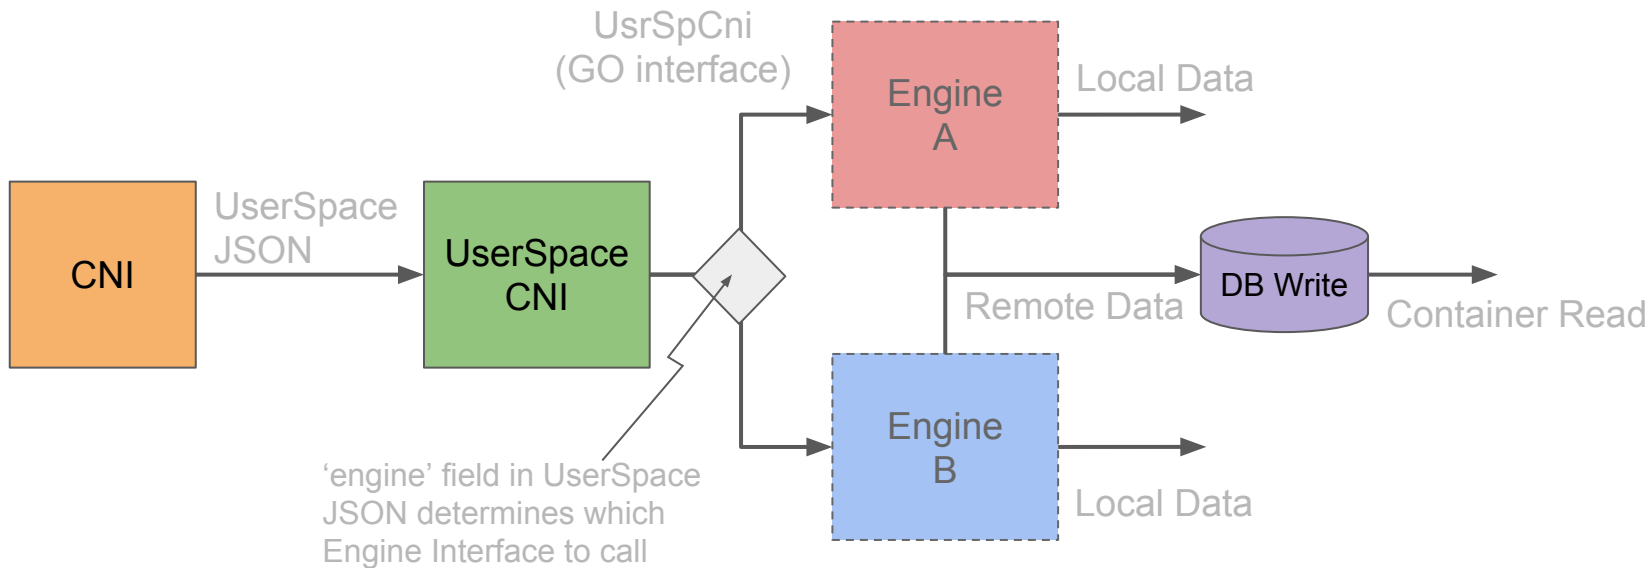 UsrSpCni
(GO interface)
Engine
A
Local Data
CNI
UserSpace
JSON
UserSpace
CNI
Remote Data
DB Write
Container Read
Engine
B
Local Data
‘engine’ field in UserSpace
JSON determines which
Engine Interface to call